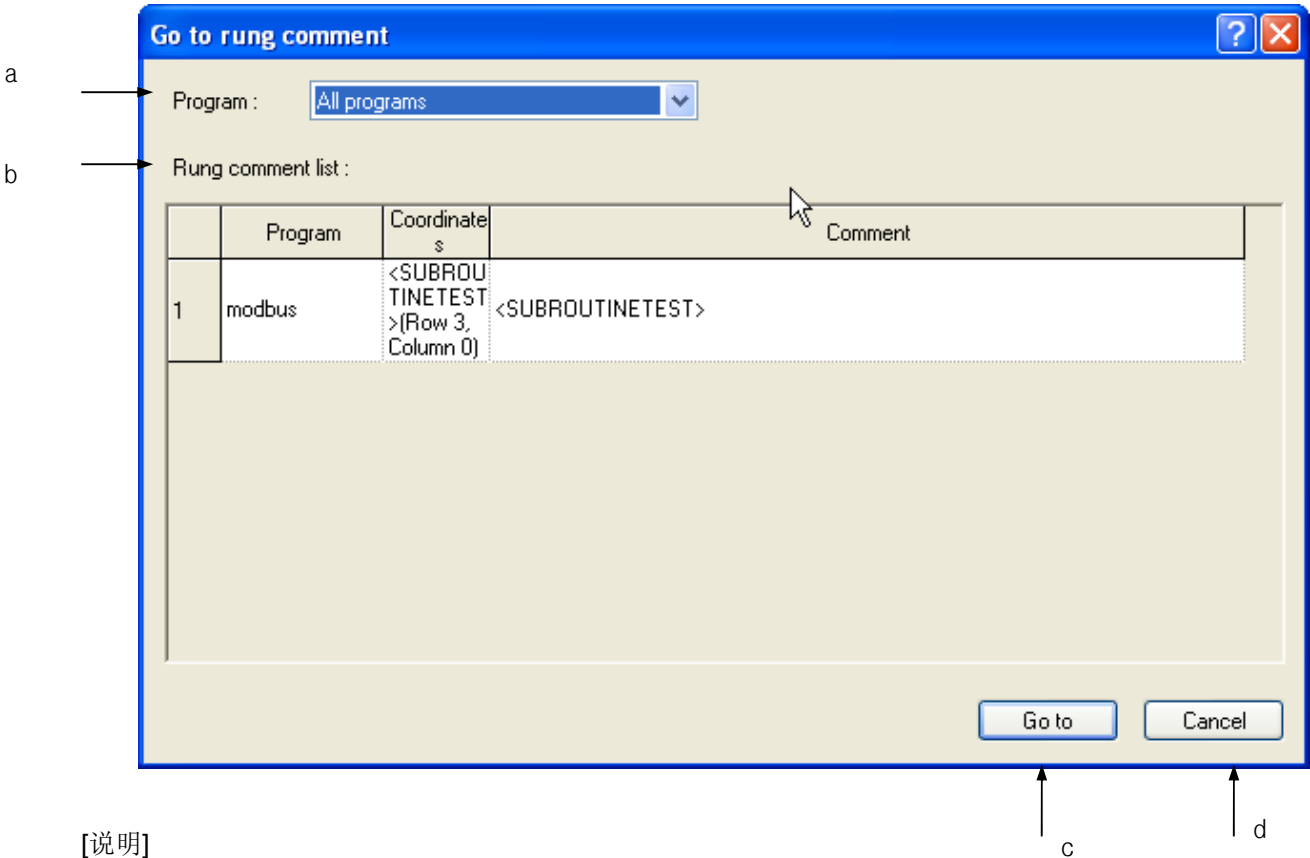 Go to rung comment
a
Program :
All programs
b
Rung comment list :
Program
Coordinate
s
Comment
1
modbus
<SUBROU
TINETEST
>(Row 3,
Column 0)
<SUBROUTINETEST>
Go to
Cancel
[说明]
c
d